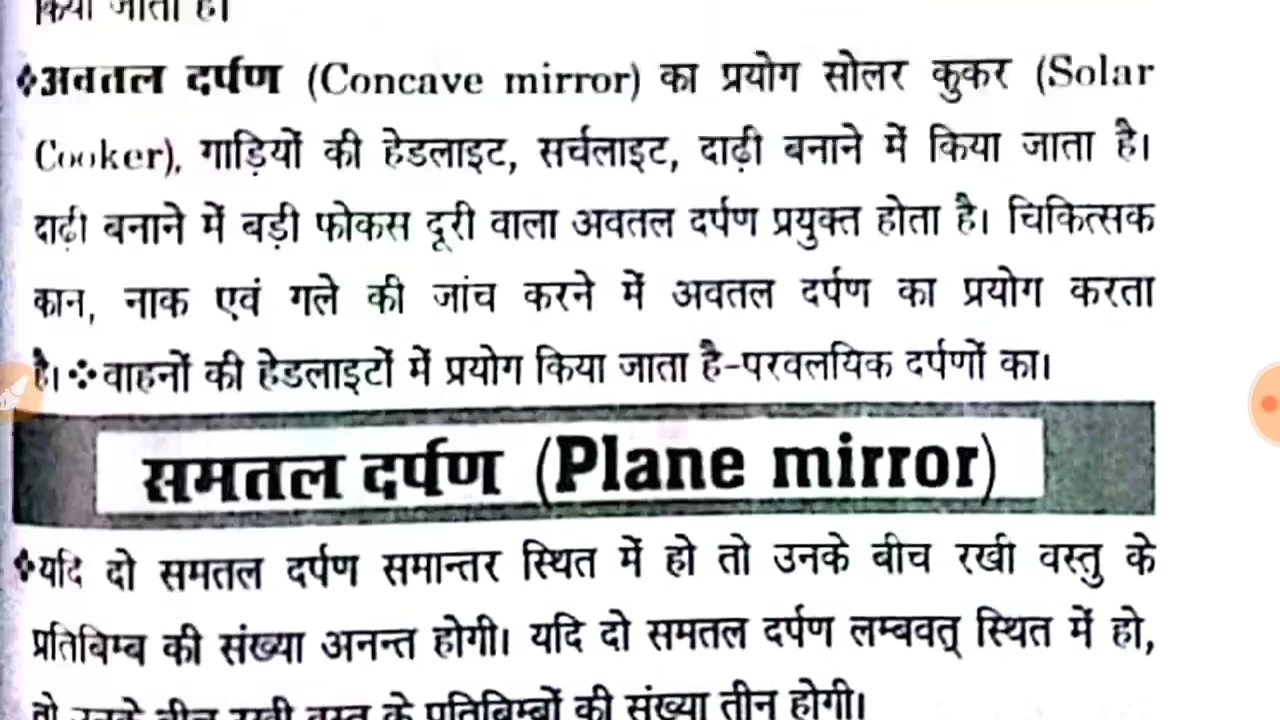 किया जाता है।
❖अवतल दर्पण (Concave mirror) का प्रयोग सोलर कुकर (Solar
Cooker), गाड़ियों की हेडलाइट, सर्चलाइट, दाढ़ी बनाने में किया जाता है।
दाढ़ी बनाने में बड़ी फोकस दूरी वाला अवतल दर्पण प्रयुक्त होता है। चिकित्सक
कान, नाक एवं गले की जांच करने में अवतल दर्पण का प्रयोग करता
है।❖वाहनों की हेडलाइटों में प्रयोग किया जाता है-परवलयिक दर्पणों का।
समतल दर्पण (Plane mirror)
❖यदि दो समतल दर्पण समान्तर स्थित में हो तो उनके बीच रखी वस्तु के
प्रतिबिम्ब की संख्या अनन्त होगी। यदि दो समतल दर्पण लम्बवत् स्थित में हो,
तो उनके बीच रखी वस्तु के प्रतिबिम्बों की संख्या तीन होगी।